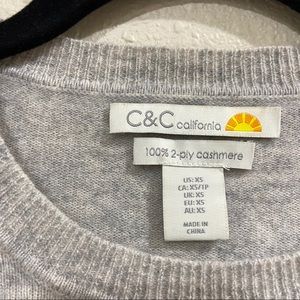 C&C california
100% 2-ply cashmere
US: XS
CA: XS/TP
UK: XS
EU: XS
AU: XS
MADE IN
CHINA